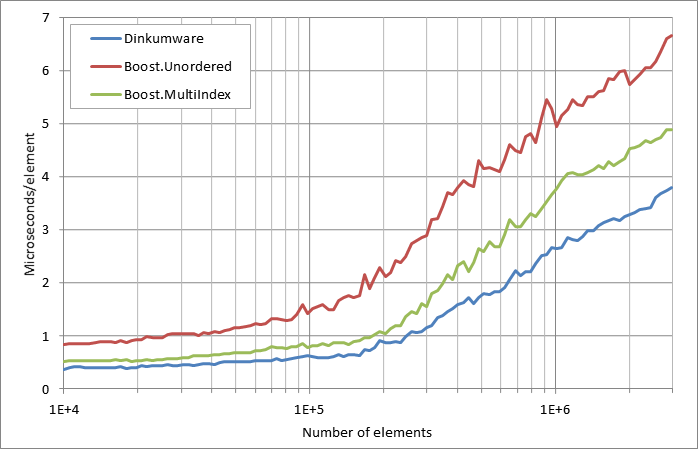 7
Dinkumware
6
Boost.Unordered
Boost.MultiIndex
5
Microseconds/element
4
3
2
1
0
1E+4 1E+5 1E+6
Number of elements